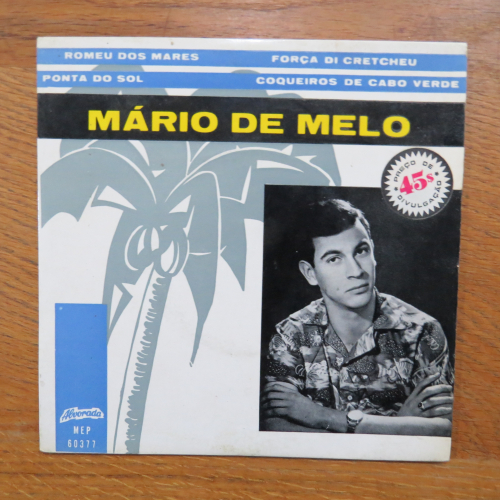 ROMEU DOS MARES
FORÇA DI CRETCHEU
PONTA DO SOL
COQUEIROS DE CABO VERDE
MÁRIO DE MELO
PREÇO DE
45s
DIVULGAÇÃO
Alvorada
MEP
60377